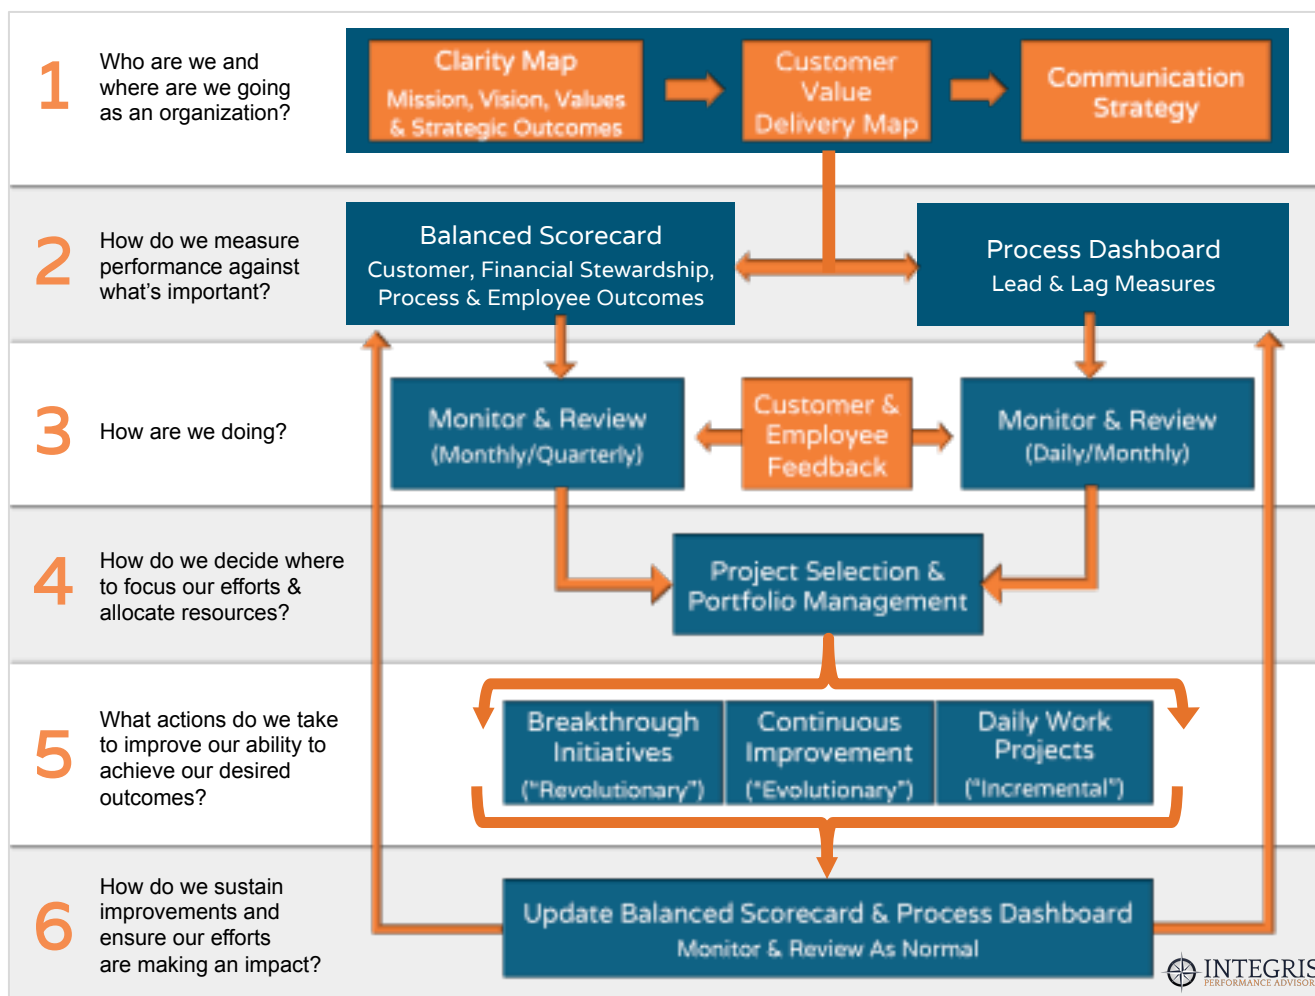 1
Who are we and
where are we going
as an organization?
Clarity Map
Mission, Vision, Values
& Strategic Outcomes
Customer
Value
Delivery Map
Communication
Strategy
2
How do we measure
performance against
what's important?
Balanced Scorecard
Customer, Financial Stewardship,
Process & Employee Outcomes
Process Dashboard
Lead & Lag Measures
3
How are we doing?
Monitor & Review
(Monthly/Quarterly)
Customer &
Employee
Feedback
Monitor & Review
(Daily/Monthly)
4
How do we decide where
to focus our efforts &
allocate resources?
Project Selection &
Portfolio Management
5
What actions do we take
to improve our ability to
achieve our desired
outcomes?
Breakthrough
Initiatives
("Revolutionary")
Continuous
Improvement
("Evolutionary")
Daily Work
Projects
("Incremental")
6
How do we sustain
improvements and
ensure our efforts
are making an impact?
Update Balanced Scorecard & Process Dashboard
Monitor & Review As Normal
INTEGRIS
PERFORMANCE ADVISOR